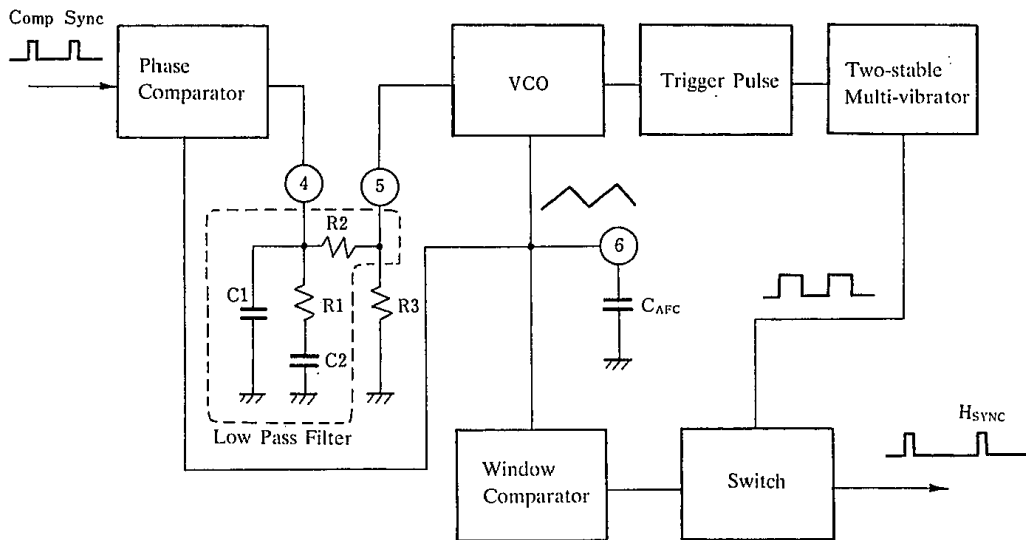 Comp Sync
Phase
Comparator
VCO
Trigger Pulse
Two-stable
Multi-vibrator
4
5
R2
6
C1
R1
R3
C2
CAFC
Low Pass Filter
HSYNC
Window
Comparator
Switch